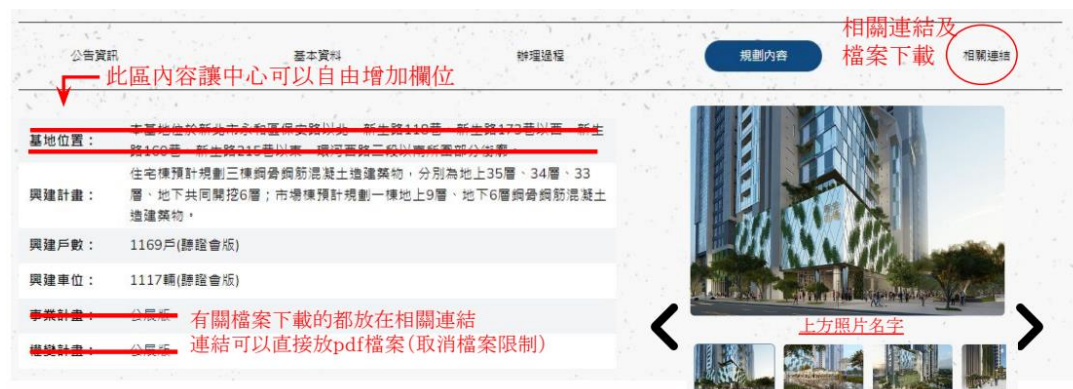 公告資訊 基本資料 辦理過程 規劃內容 相關連結及
檔案下載 相關連結
此區內容讓中心可以自由增加欄位
基地位置： 本基地位於新北市永和區保安路以北、新生路118巷、新生路173巷以西、新生
路169巷、新生路215巷以東、環河西路二段以南所圍部分街廓。
興建計畫： 住宅棟預計規劃三棟鋼骨鋼筋混凝土造建築物，分別為地上35層、34層、33
層、地下共同開挖6層；市場棟預計規劃一棟地上9層、地下6層鋼骨鋼筋混凝土
造建築物。
興建戶數： 1169戶(聽證會版)
興建車位： 1117輛(聽證會版)
事業計畫： 公展版
權變計畫： 公展版
有關檔案下載的都放在相關連結
連結可以直接放pdf檔案(取消檔案限制)
上方照片名字